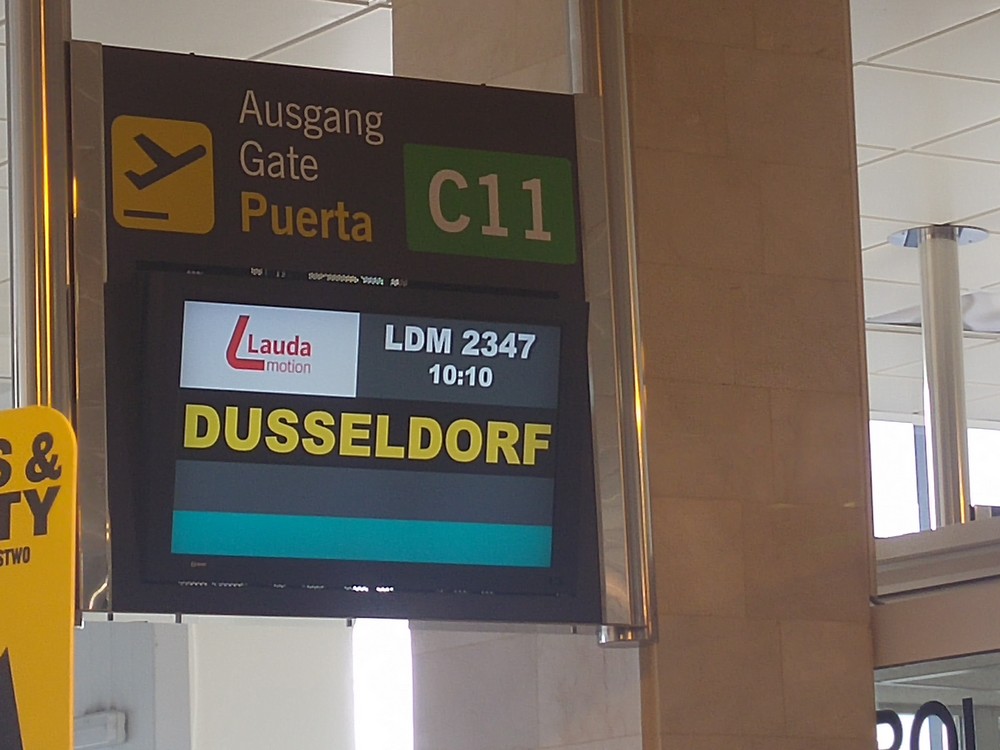 Ausgang
Gate
Puerta
C11
Lauda
motion
LDM 2347
10:10
DUSSELDORF
S &
TY
STWO